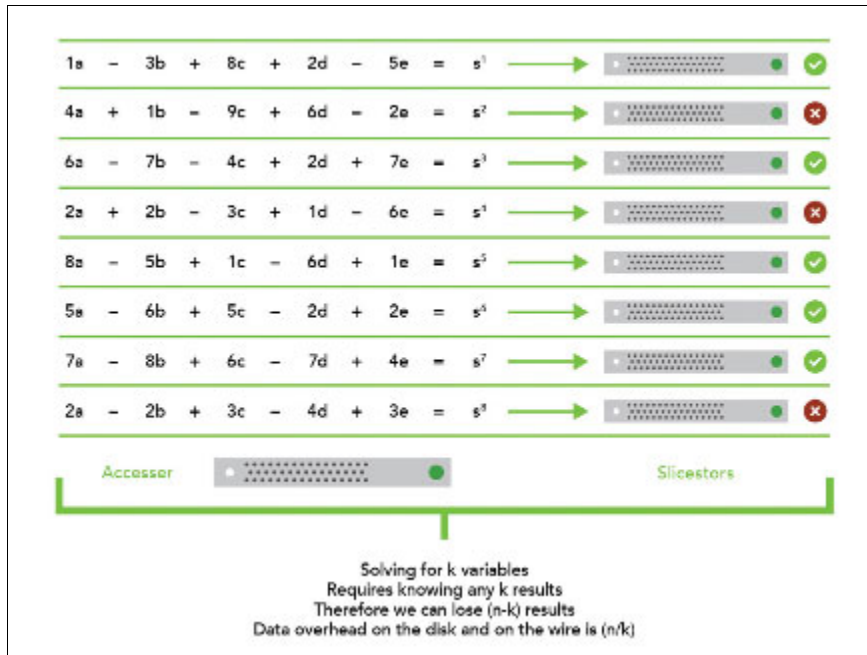 1a - 3b + 8c + 2d - 5e = s¹
4a + 1b - 9c + 6d - 2e = s²
6a - 7b - 4c + 2d + 7e = s³
2a + 2b - 3c + 1d - 6e = s⁴
8a - 5b + 1c - 6d + 1e = s⁵
5a - 6b + 5c - 2d + 2e = s⁶
7a - 8b + 6c - 7d + 4e = s⁷
2a - 2b + 3c - 4d + 3e = s⁸
Accesser Slicestors
Solving for k variables
Requires knowing any k results
Therefore we can lose (n-k) results
Data overhead on the disk and on the wire is (n/k)